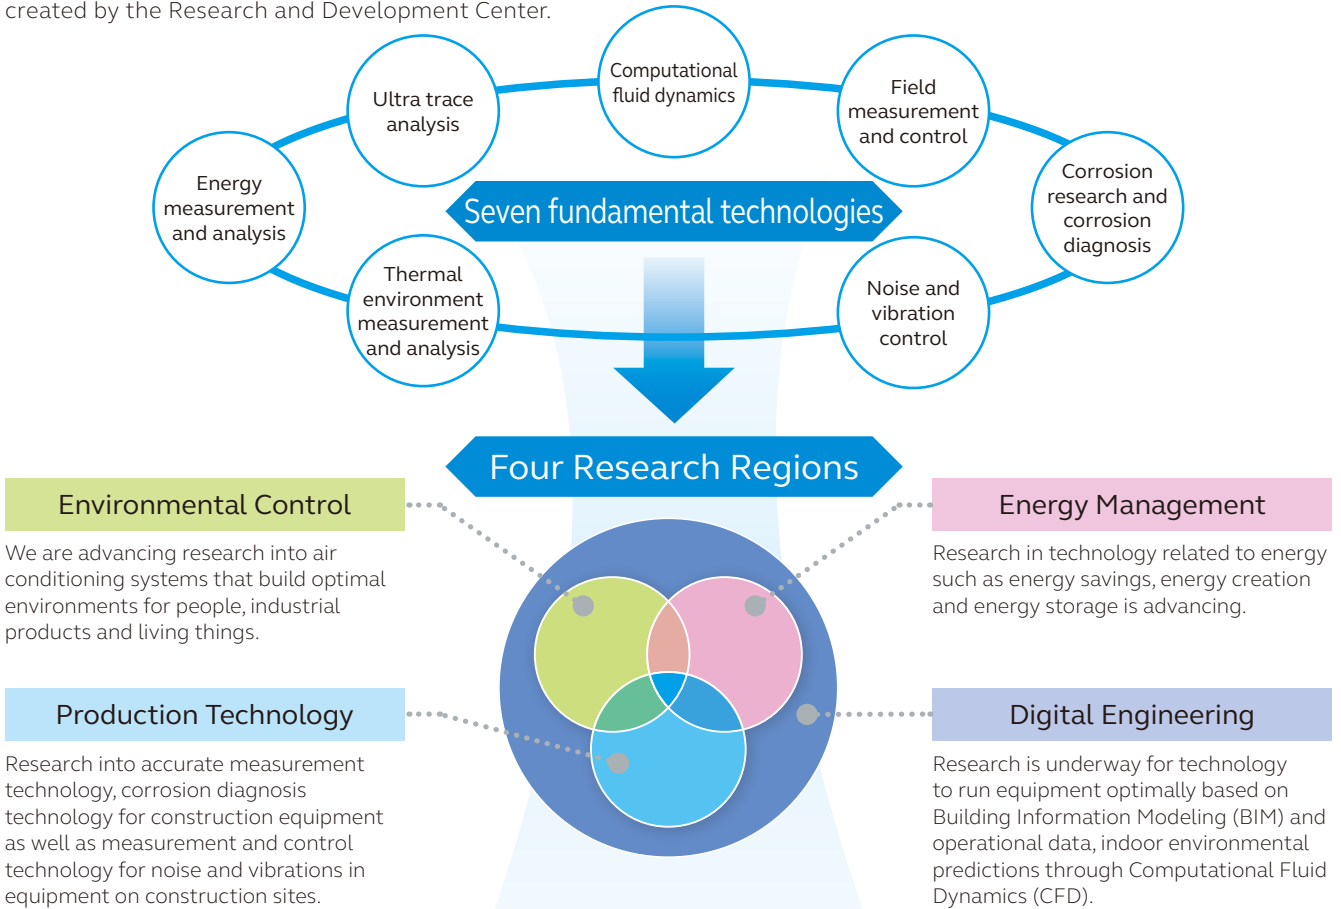 created by the Research and Development Center.
Computational
fluid dynamics
Ultra trace
analysis
Field
measurement
and control
Energy
measurement
and analysis
Corrosion
research and
corrosion
diagnosis
Seven fundamental technologies
Thermal
environment
measurement
and analysis
Noise and
vibration
control
Four Research Regions
Environmental Control
We are advancing research into air
conditioning systems that build optimal
environments for people, industrial
products and living things.
Energy Management
Research in technology related to energy
such as energy savings, energy creation
and energy storage is advancing.
Production Technology
Research into accurate measurement
technology, corrosion diagnosis
technology for construction equipment
as well as measurement and control
technology for noise and vibrations in
equipment on construction sites.
Digital Engineering
Research is underway for technology
to run equipment optimally based on
Building Information Modeling (BIM) and
operational data, indoor environmental
predictions through Computational Fluid
Dynamics (CFD).